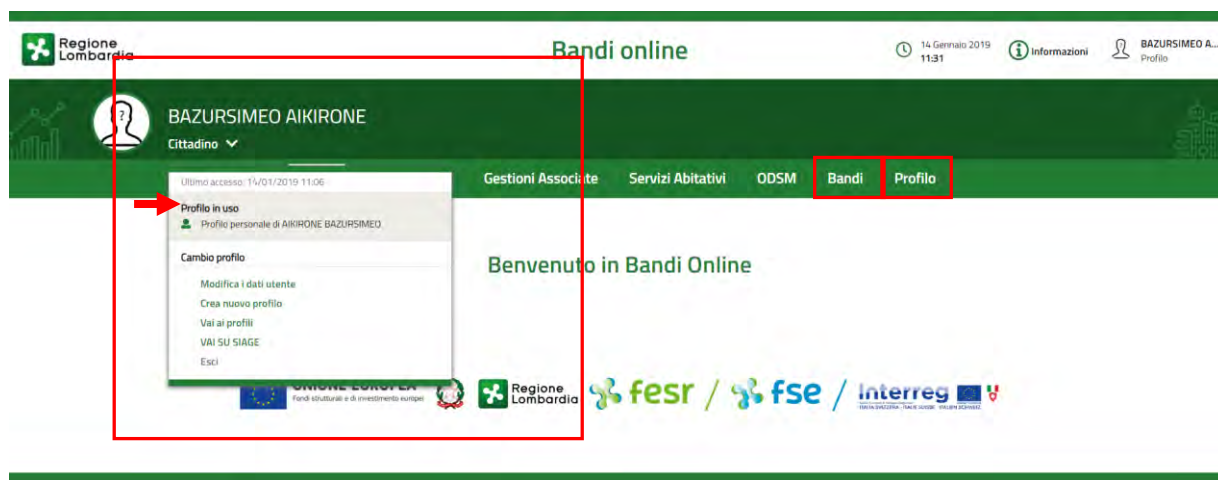 Regione
Lombardia
Bandi online
14 Gennaio 2019
11:31
Informazioni
BAZURSIMEO A...
Profilo
BAZURSIMEO AIKIRONE
Cittadino
Gestioni Associate Servizi Abitativi ODSM Bandi Profilo
Ultimo accesso: 14/01/2019 11:06
Profilo in uso
Profilo personale di AIKIRONE BAZURSIMEO
Cambio profilo
Modifica i dati utente
Crea nuovo profilo
Vai ai profili
VAI SU SIAGE
Esci
Benvenuto in Bandi Online
UNIONE EUROPEA
Fondi strutturali e di investimento europei
Regione
Lombardia
fesr / fse / Interreg